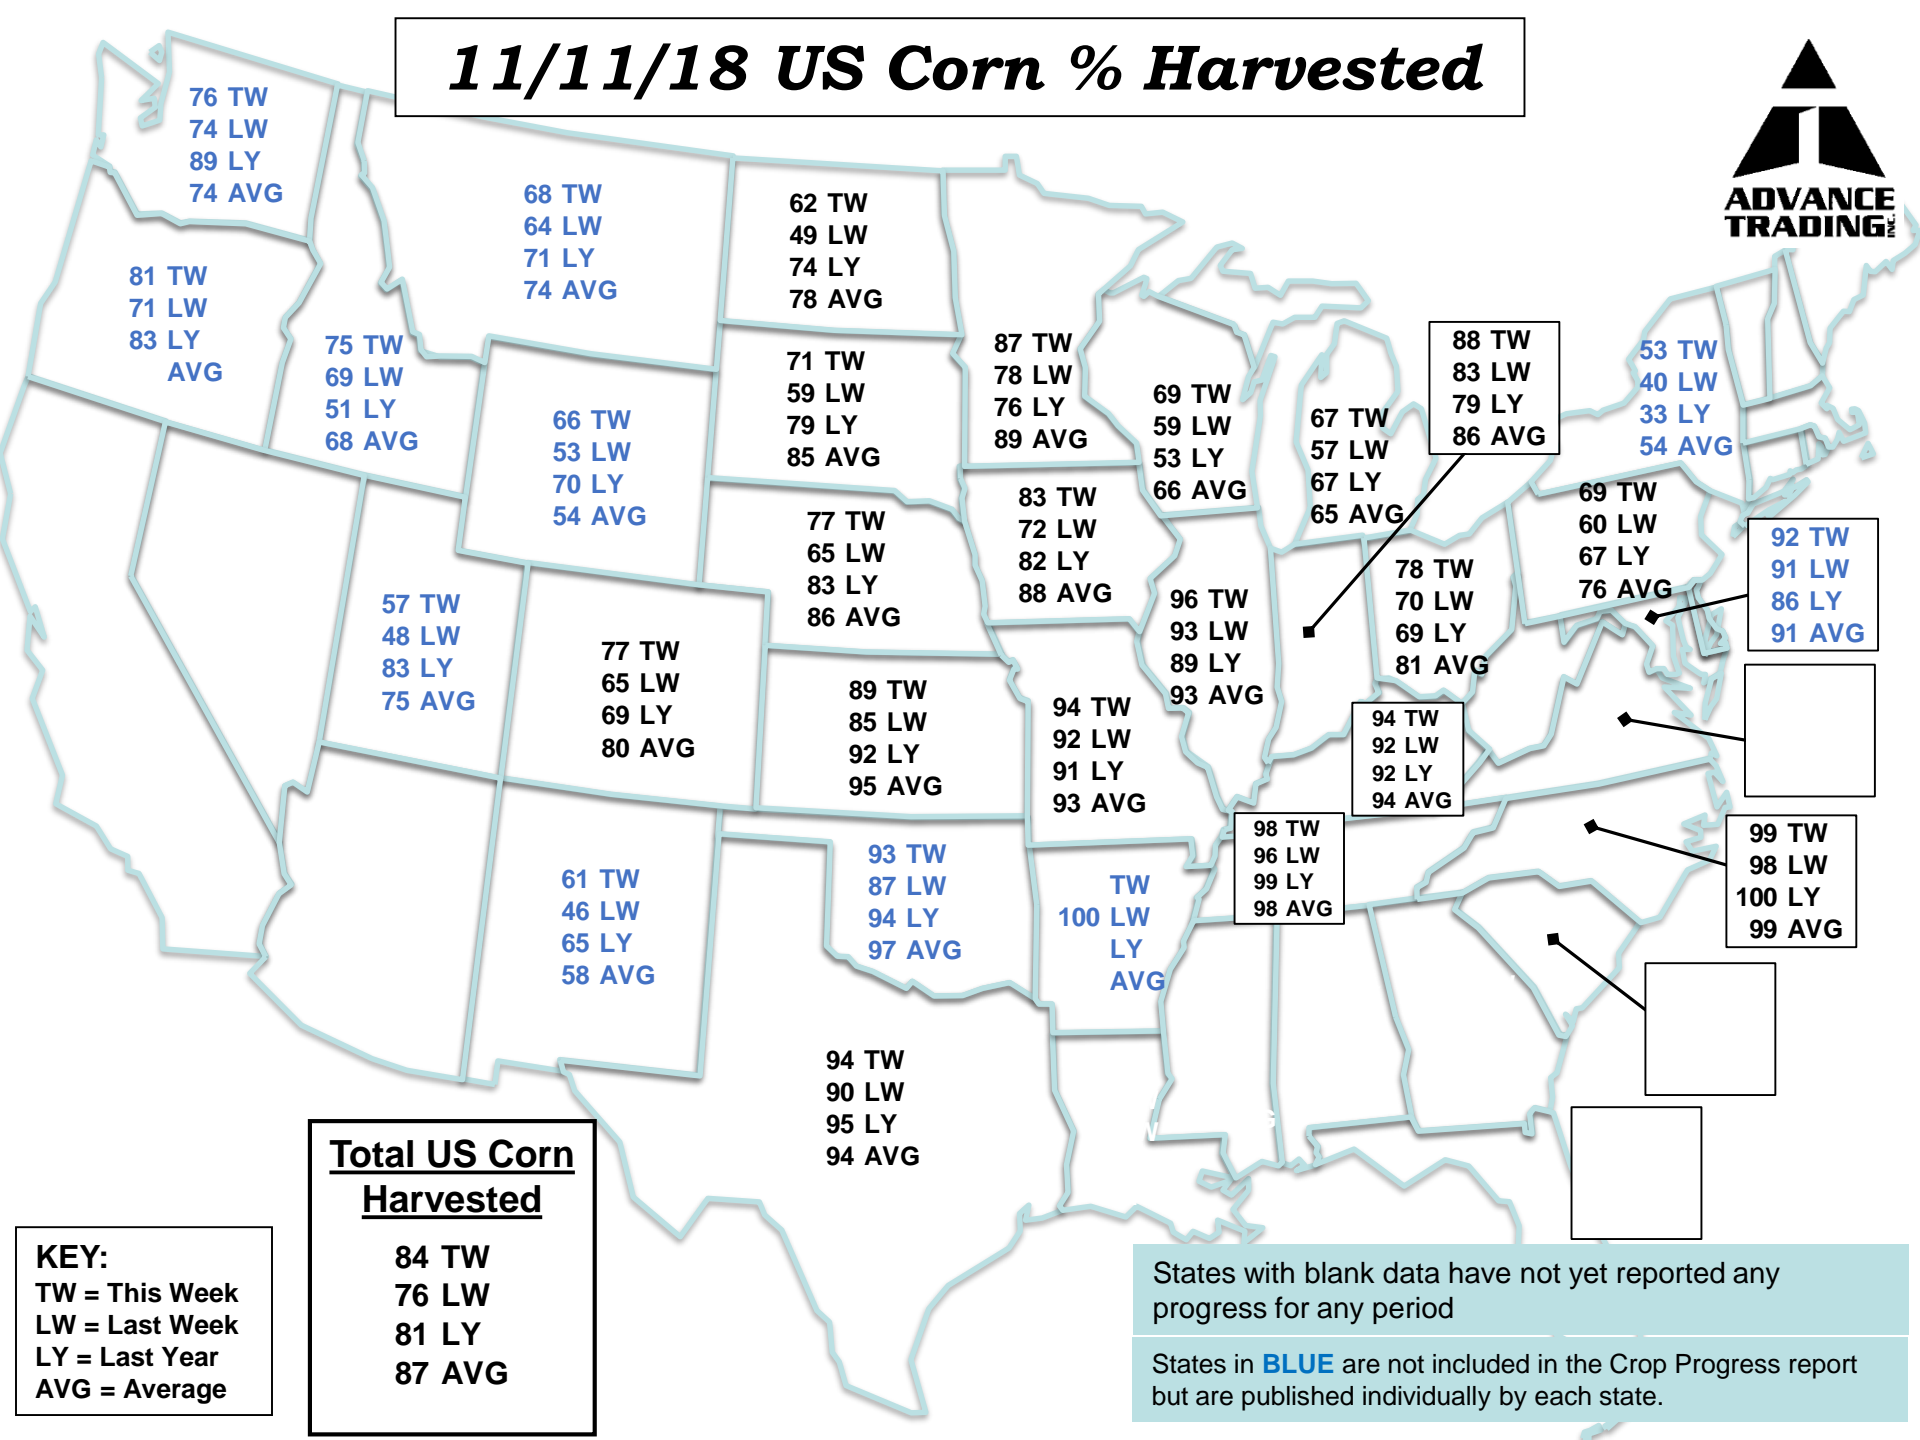 11/11/18 US Corn % Harvested
ADVANCE
TRADING INC.
76 TW
74 LW
89 LY
74 AVG
81 TW
71 LW
83 LY
AVG
75 TW
69 LW
51 LY
68 AVG
68 TW
64 LW
71 LY
74 AVG
66 TW
53 LW
70 LY
54 AVG
57 TW
48 LW
83 LY
75 AVG
77 TW
65 LW
69 LY
80 AVG
61 TW
46 LW
65 LY
58 AVG
62 TW
49 LW
74 LY
78 AVG
71 TW
59 LW
79 LY
85 AVG
77 TW
65 LW
83 LY
86 AVG
89 TW
85 LW
92 LY
95 AVG
93 TW
87 LW
94 LY
97 AVG
94 TW
90 LW
95 LY
94 AVG
87 TW
78 LW
76 LY
89 AVG
83 TW
72 LW
82 LY
88 AVG
94 TW
92 LW
91 LY
93 AVG
TW
100 LW
LY
AVG
69 TW
59 LW
53 LY
66 AVG
96 TW
93 LW
89 LY
93 AVG
67 TW
57 LW
67 LY
65 AVG
88 TW
83 LW
79 LY
86 AVG
78 TW
70 LW
69 LY
81 AVG
94 TW
92 LW
92 LY
94 AVG
98 TW
96 LW
99 LY
98 AVG
53 TW
40 LW
33 LY
54 AVG
69 TW
60 LW
67 LY
76 AVG
92 TW
91 LW
86 LY
91 AVG
99 TW
98 LW
100 LY
99 AVG
Total US Corn
Harvested
84 TW
76 LW
81 LY
87 AVG
KEY:
TW = This Week
LW = Last Week
LY = Last Year
AVG = Average
States with blank data have not yet reported any
progress for any period
States in BLUE are not included in the Crop Progress report
but are published individually by each state.